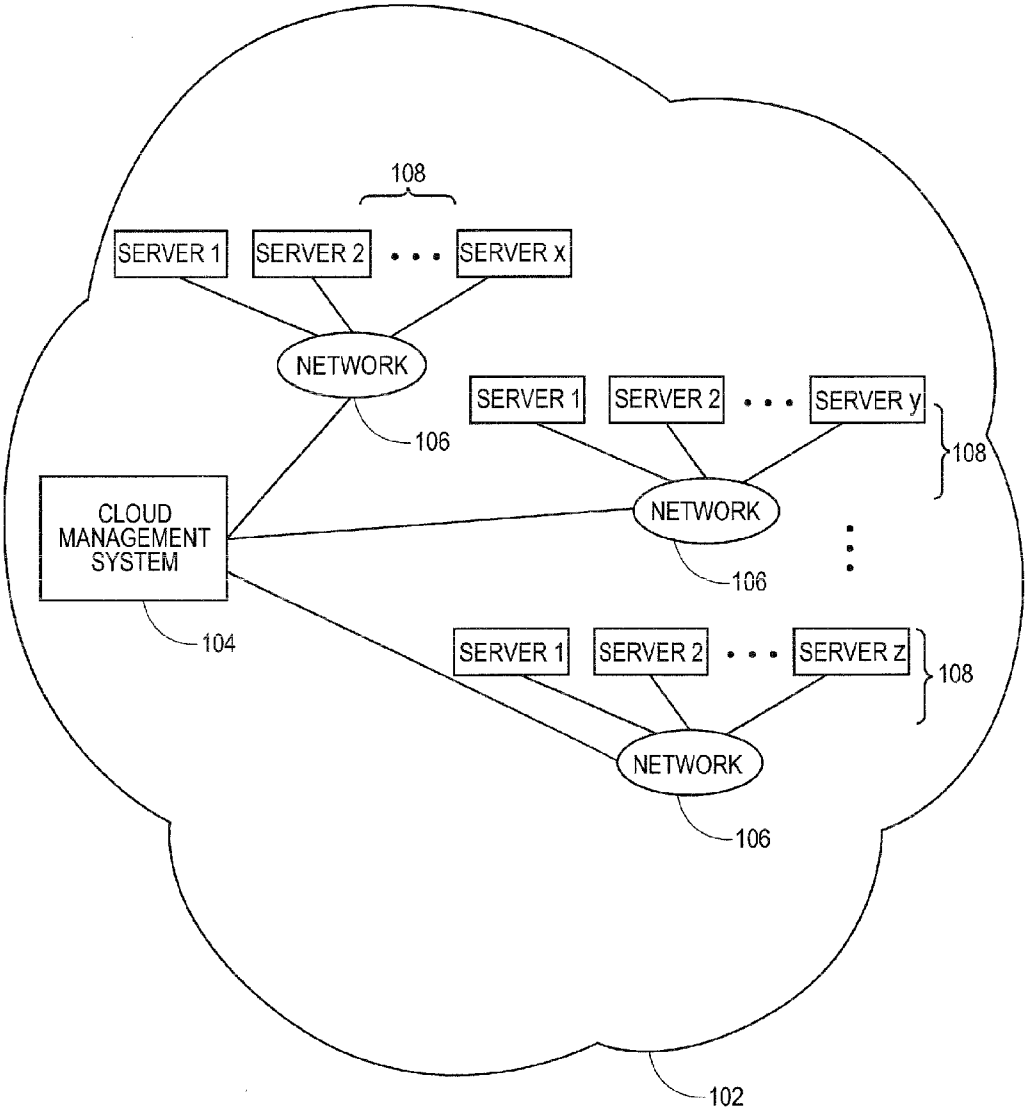 108
SERVER 1
SERVER 2
• • •
SERVER x
NETWORK
106
SERVER 1
SERVER 2
• • •
SERVER y
108
CLOUD
MANAGEMENT
SYSTEM
104
NETWORK
106
SERVER 1
SERVER 2
• • •
SERVER z
108
NETWORK
106
102